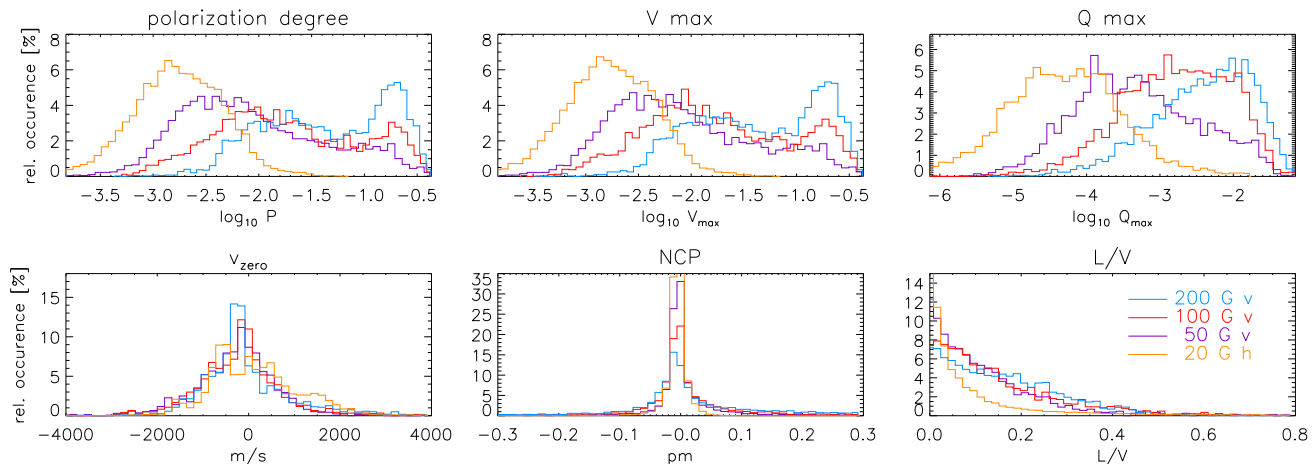 polarization degree
V max
Q max
rel. occurence [%]
8
6
4
2
0
8
6
4
2
0
6
5
4
3
2
1
0
−3.5 −3.0 −2.5 −2.0 −1.5 −1.0 −0.5
−3.5 −3.0 −2.5 −2.0 −1.5 −1.0 −0.5
−6 −5 −4 −3 −2
log10 P
log10 Vmax
log10 Qmax
vzero
NCP
L/V
rel. occurence [%]
15
10
5
0
35
30
25
20
15
10
5
0
14
12
10
8
6
4
2
0
200 G v
100 G v
50 G v
20 G h
−4000 −2000 0 2000 4000
−0.3 −0.2 −0.1 −0.0 0.1 0.2 0.3
0.0 0.2 0.4 0.6 0.8
m/s
pm
L/V